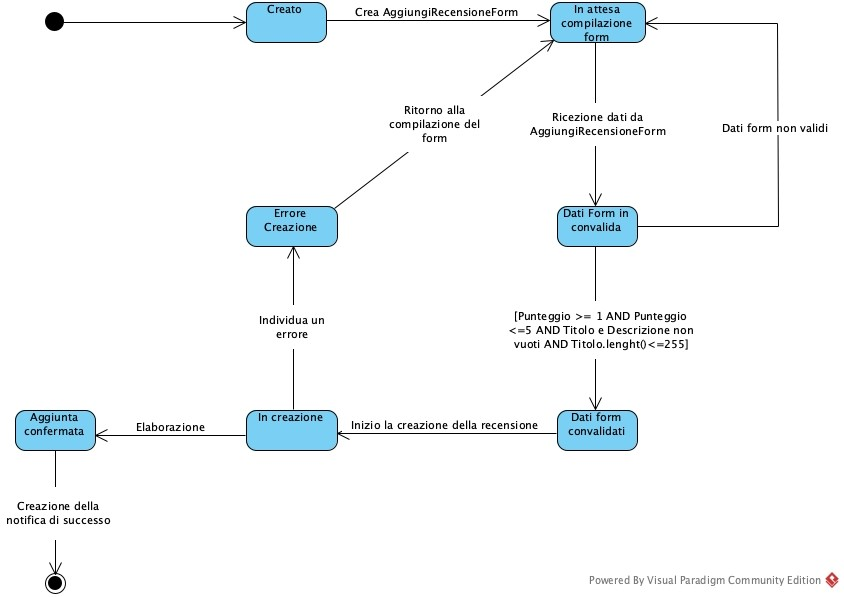 Creato
Crea AggiungiRecensioneForm
In attesa
compilazione
form
Ritorno alla
compilazione del
form
Ricezione dati da
AggiungiRecensioneForm
Dati form non validi
Errore
Creazione
Dati Form in
convalida
Individua un
errore
[Punteggio >= 1 AND Punteggio
<=5 AND Titolo e Descrizione non
vuoti AND Titolo.lenght()<=255]
Aggiunta
confermata
Elaborazione
In creazione
Inizio la creazione della recensione
Dati form
convalidati
Creazione della
notifica di successo
Powered By Visual Paradigm Community Edition